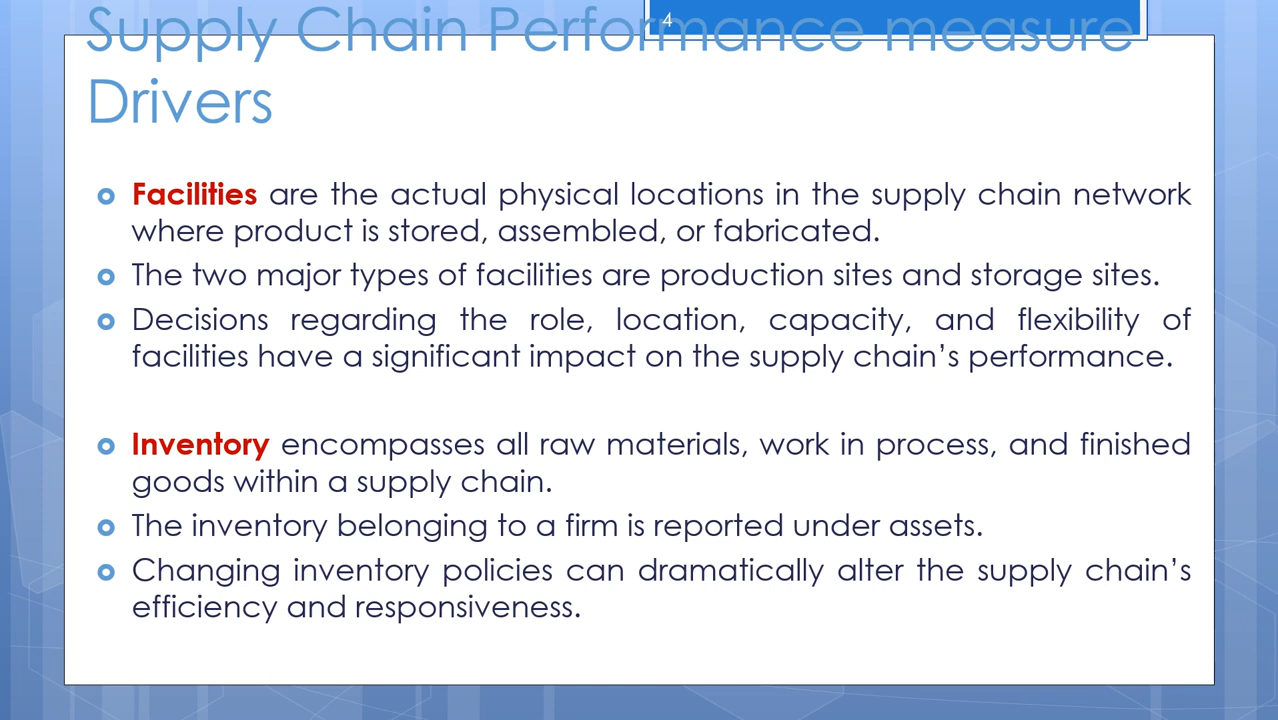 4
Supply Chain Performance measure
Drivers
Facilities are the actual physical locations in the supply chain network
where product is stored, assembled, or fabricated.
The two major types of facilities are production sites and storage sites.
Decisions regarding the role, location, capacity, and flexibility of
facilities have a significant impact on the supply chain’s performance.
Inventory encompasses all raw materials, work in process, and finished
goods within a supply chain.
The inventory belonging to a firm is reported under assets.
Changing inventory policies can dramatically alter the supply chain’s
efficiency and responsiveness.